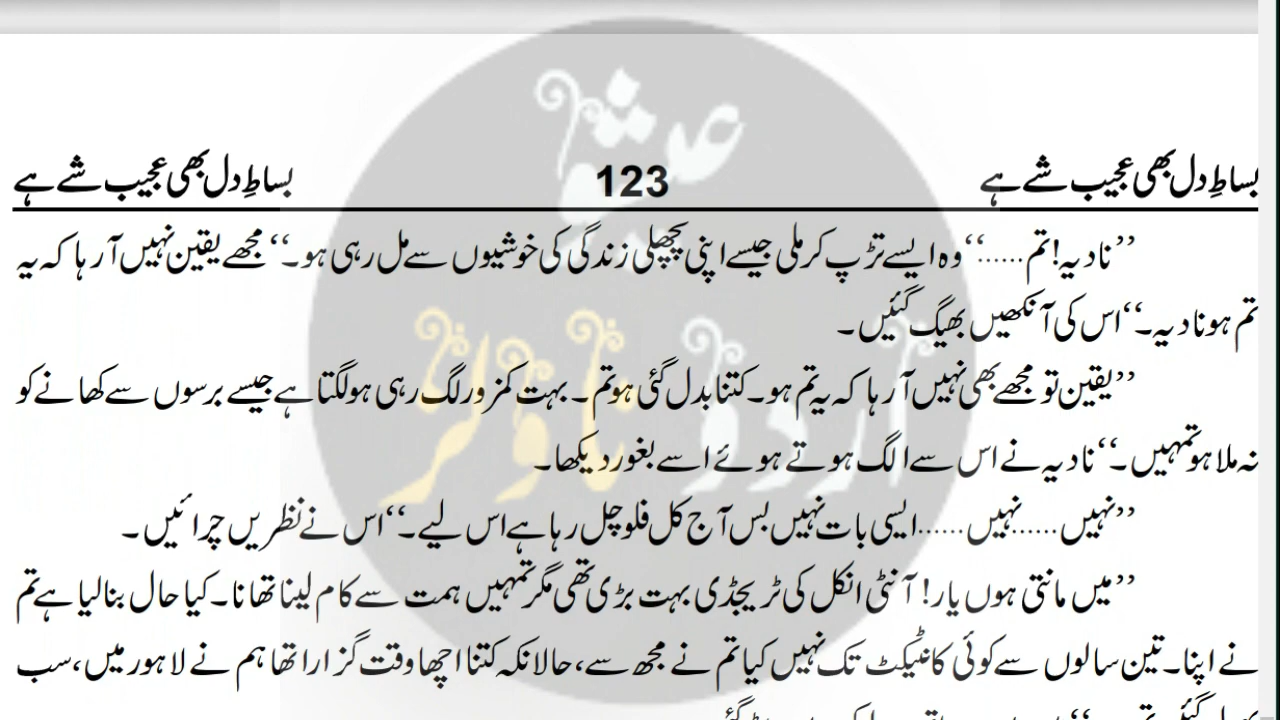 بساطِ دل بھی عجیب شے ہے 123 بساطِ دل بھی عجیب شے ہے
’’نادیہ! تم ......‘‘ وہ ایسے تڑپ کر ملی جیسے اپنی پچھلی زندگی کی خوشیوں سے مل رہی ہو۔‘‘ مجھے یقین نہیں آ رہا کہ یہ
تم ہو نادیہ۔‘‘ اس کی آنکھیں بھیگ گئیں۔
’’یقین تو مجھے بھی نہیں آ رہا کہ یہ تم ہو۔ کتنا بدل گئی ہو تم۔ بہت کمزور لگ رہی ہو لگتا ہے جیسے برسوں سے کھانے کو
نہ ملا ہو تمہیں۔‘‘ نادیہ نے اس سے الگ ہوتے ہوئے اسے بغور دیکھا۔
’’نہیں ...... نہیں ...... ایسی بات نہیں بس آج کل فلو چل رہا ہے اس لیے۔‘‘ اس نے نظریں چرائیں۔
’’میں مانتی ہوں یار! آنٹی انکل کی ٹریجڈی بہت بڑی تھی مگر تمہیں ہمت سے کام لینا تھا نا۔ کیا حال بنا لیا ہے تم
نے اپنا۔ تین سالوں سے کوئی کانٹیکٹ تک نہیں کیا تم نے مجھ سے، حالانکہ کتنا اچھا وقت گزارا تھا ہم نے لاہور میں، سب
اردو ناولز